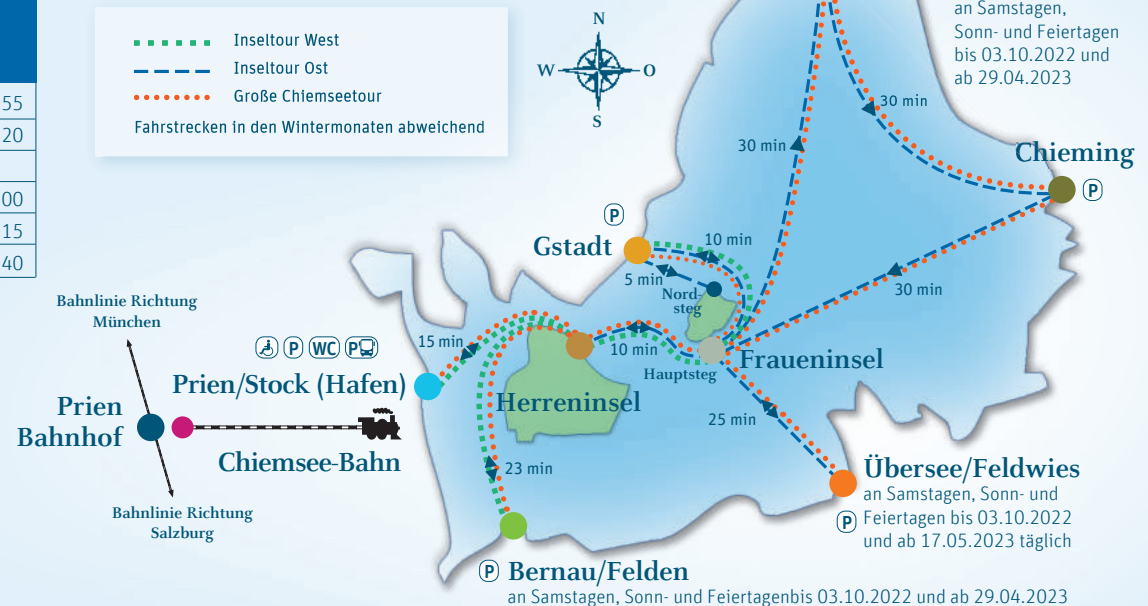 55
20
00
15
40
Inseltour West
Inseltour Ost
Große Chiemseetour
Fahrstrecken in den Wintermonaten abweichend
N
W
O
S
an Samstagen,
Sonn- und Feiertagen
bis 03.10.2022 und
ab 29.04.2023
30 min
30 min
Chieming
P
P
Gstadt
10 min
5 min
Nord-
steg
30 min
Bahnlinie Richtung
München
15 min
P WC P
10 min
Fraueninsel
Hauptsteg
Prien/Stock (Hafen)
Herreninsel
Prien
Bahnhof
25 min
Chiemsee-Bahn
23 min
Übersee/Feldwies
an Samstagen, Sonn- und
P Feiertagen bis 03.10.2022
und ab 17.05.2023 täglich
Bahnlinie Richtung
Salzburg
P Bernau/Felden
an Samstagen, Sonn- und Feiertagenbis 03.10.2022 und ab 29.04.2023